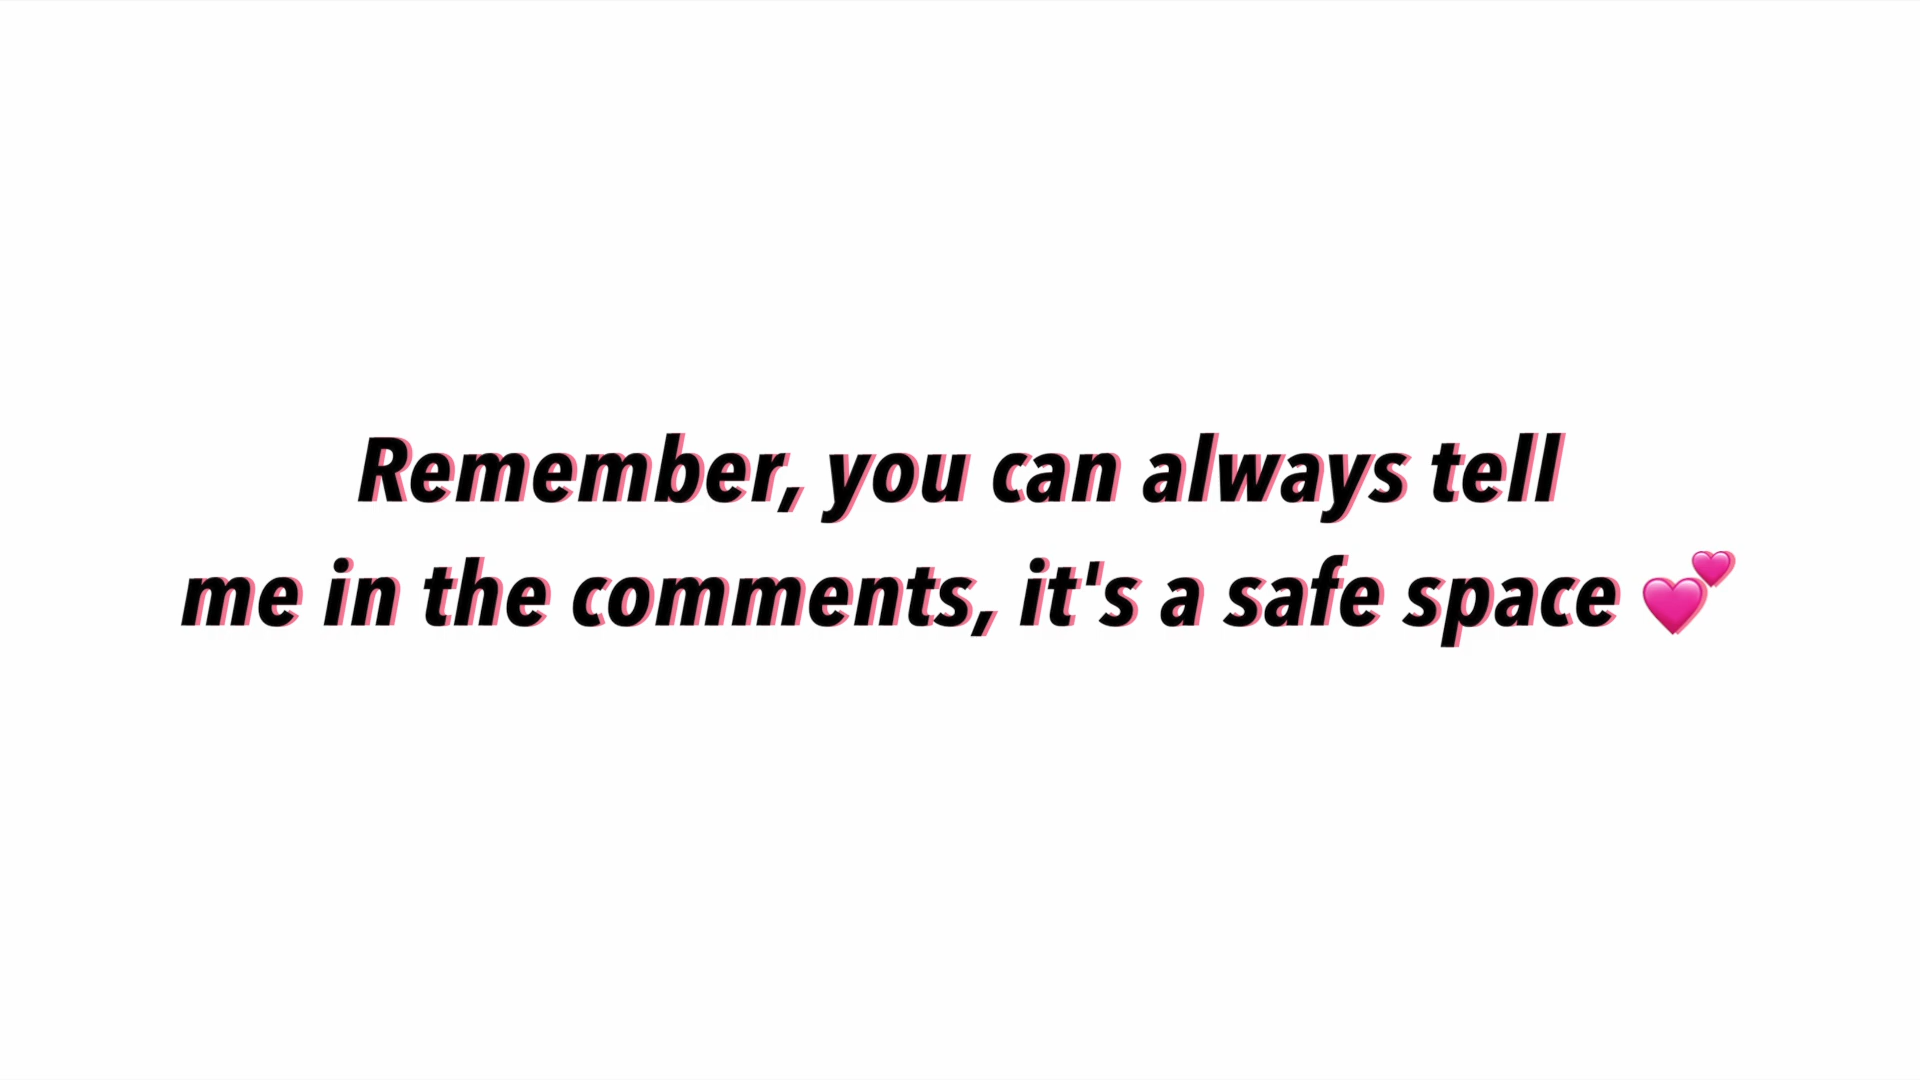 Remember, you can always tell
me in the comments, it's a safe space 💕